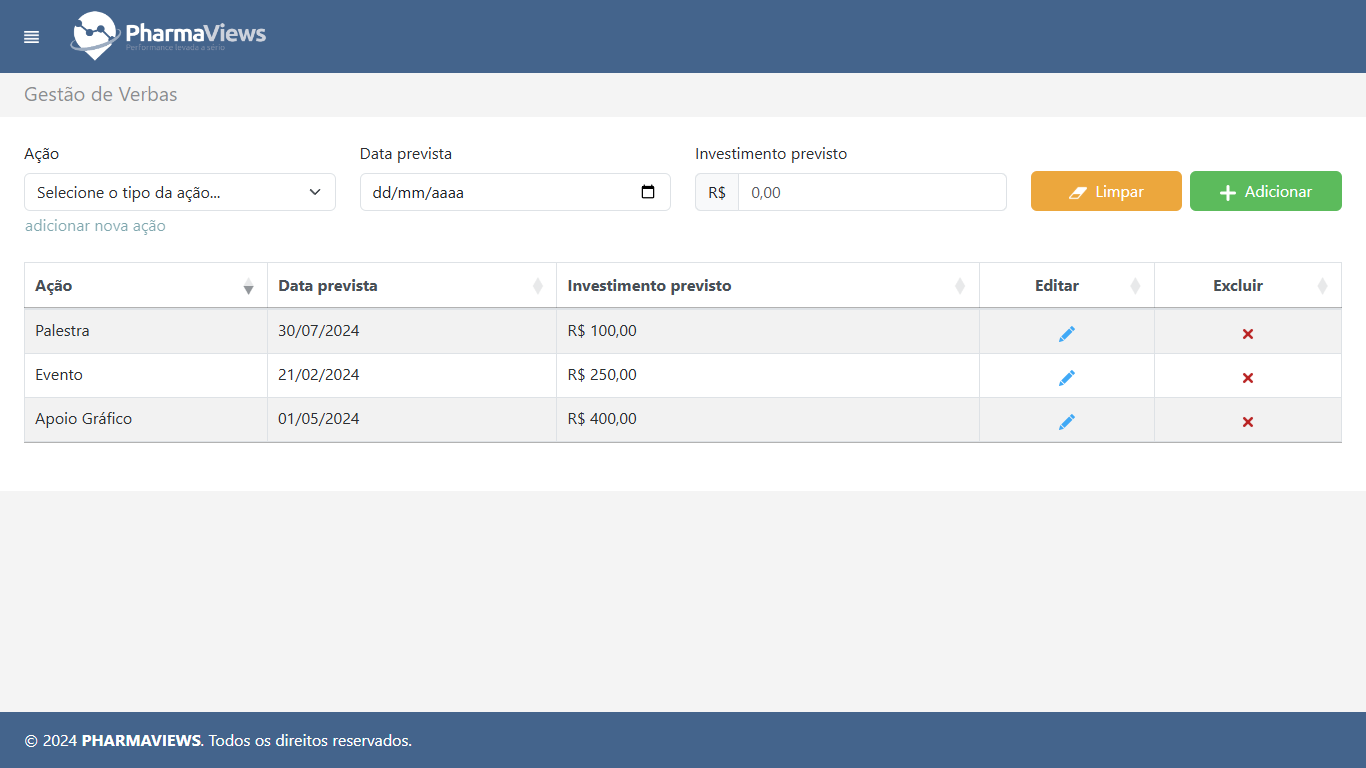 PharmaViews
Performance levada a sério
Gestão de Verbas
Ação
Data prevista
Investimento previsto
Selecione o tipo da ação...
dd/mm/aaaa
R$ 0,00
Limpar
Adicionar
adicionar nova ação
Ação Data prevista Investimento previsto Editar Excluir
Palestra 30/07/2024 R$ 100,00
Evento 21/02/2024 R$ 250,00
Apoio Gráfico 01/05/2024 R$ 400,00
© 2024 PHARMAVIEWS. Todos os direitos reservados.